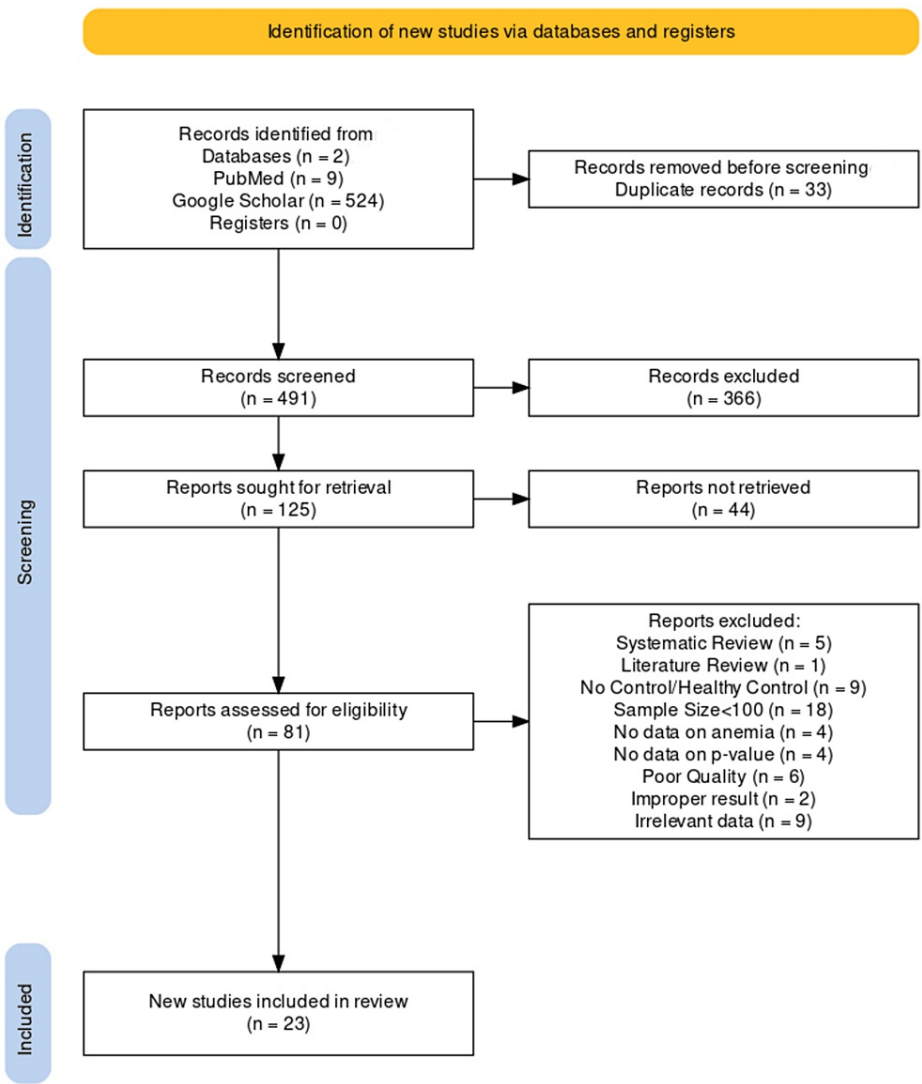 Identification of new studies via databases and registers
Identification
Records identified from
Databases (n = 2)
PubMed (n = 9)
Google Scholar (n = 524)
Registers (n = 0)
Records removed before screening
Duplicate records (n = 33)
Screening
Records screened
(n = 491)
Records excluded
(n = 366)
Reports sought for retrieval
(n = 125)
Reports not retrieved
(n = 44)
Reports assessed for eligibility
(n = 81)
Reports excluded:
Systematic Review (n = 5)
Literature Review (n = 1)
No Control/Healthy Control (n = 9)
Sample Size<100 (n = 18)
No data on anemia (n = 4)
No data on p-value (n = 4)
Poor Quality (n = 6)
Improper result (n = 2)
Irrelevant data (n = 9)
Included
New studies included in review
(n = 23)